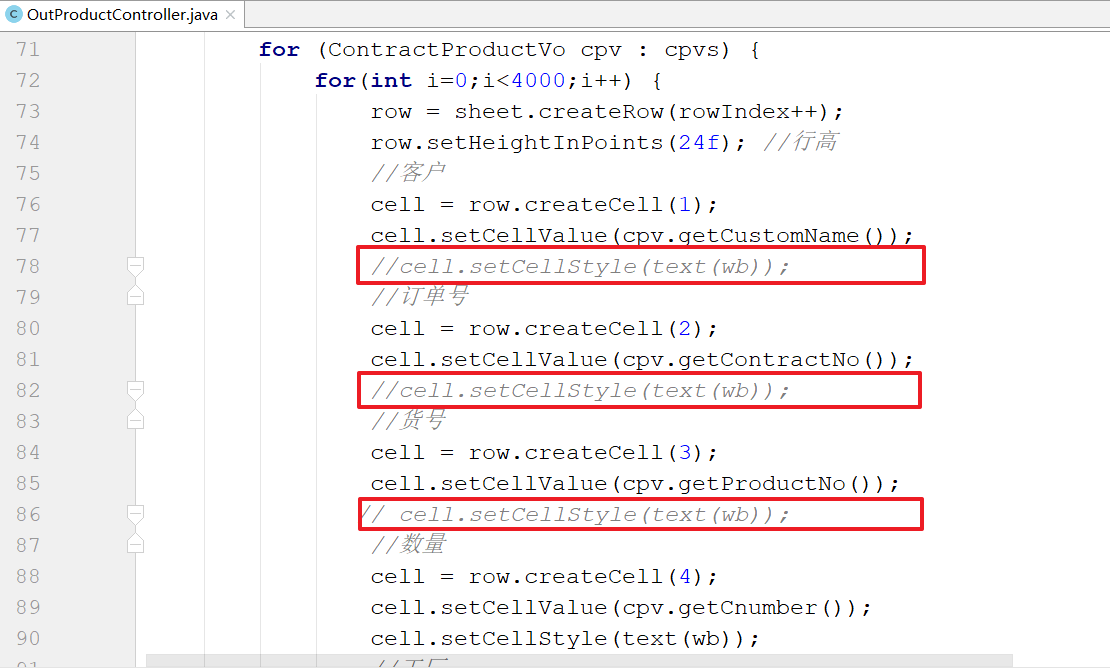 C OutProductController.java ×
71 for (ContractProductVo cpv : cpvs) {
72 for(int i=0;i<4000;i++) {
73 row = sheet.createRow(rowIndex++);
74 row.setHeightInPoints(24f); //行高
75 //客户
76 cell = row.createCell(1);
77 cell.setCellValue(cpv.getCustomName());
78 //cell.setCellStyle(text(wb));
79 //订单号
80 cell = row.createCell(2);
81 cell.setCellValue(cpv.getContractNo());
82 //cell.setCellStyle(text(wb));
83 //货号
84 cell = row.createCell(3);
85 cell.setCellValue(cpv.getProductNo());
86 // cell.setCellStyle(text(wb));
87 //数量
88 cell = row.createCell(4);
89 cell.setCellValue(cpv.getCnumber());
90 cell.setCellStyle(text(wb));